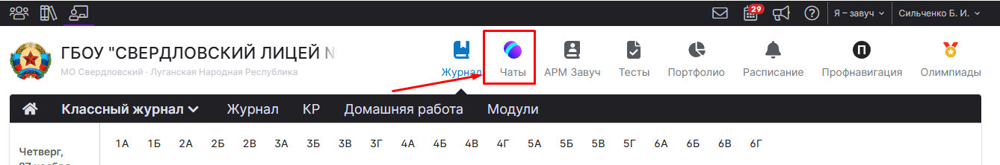 29
Я – завуч
Сильченко Б. И.
ГБОУ "СВЕРДЛОВСКИЙ ЛИЦЕЙ
МО Свердловский · Луганская Народная Республика
Журнал Чаты АРМ Завуч Тесты Портфолио Расписание П Профнавигация Олимпиады
Классный журнал Журнал КР Домашняя работа Модули
Четверг,
1А 1Б 2А 2Б 2В 3А 3Б 3В 3Г 4А 4Б 4В 4Г 5А 5Б 5В 5Г 6А 6Б 6В 6Г